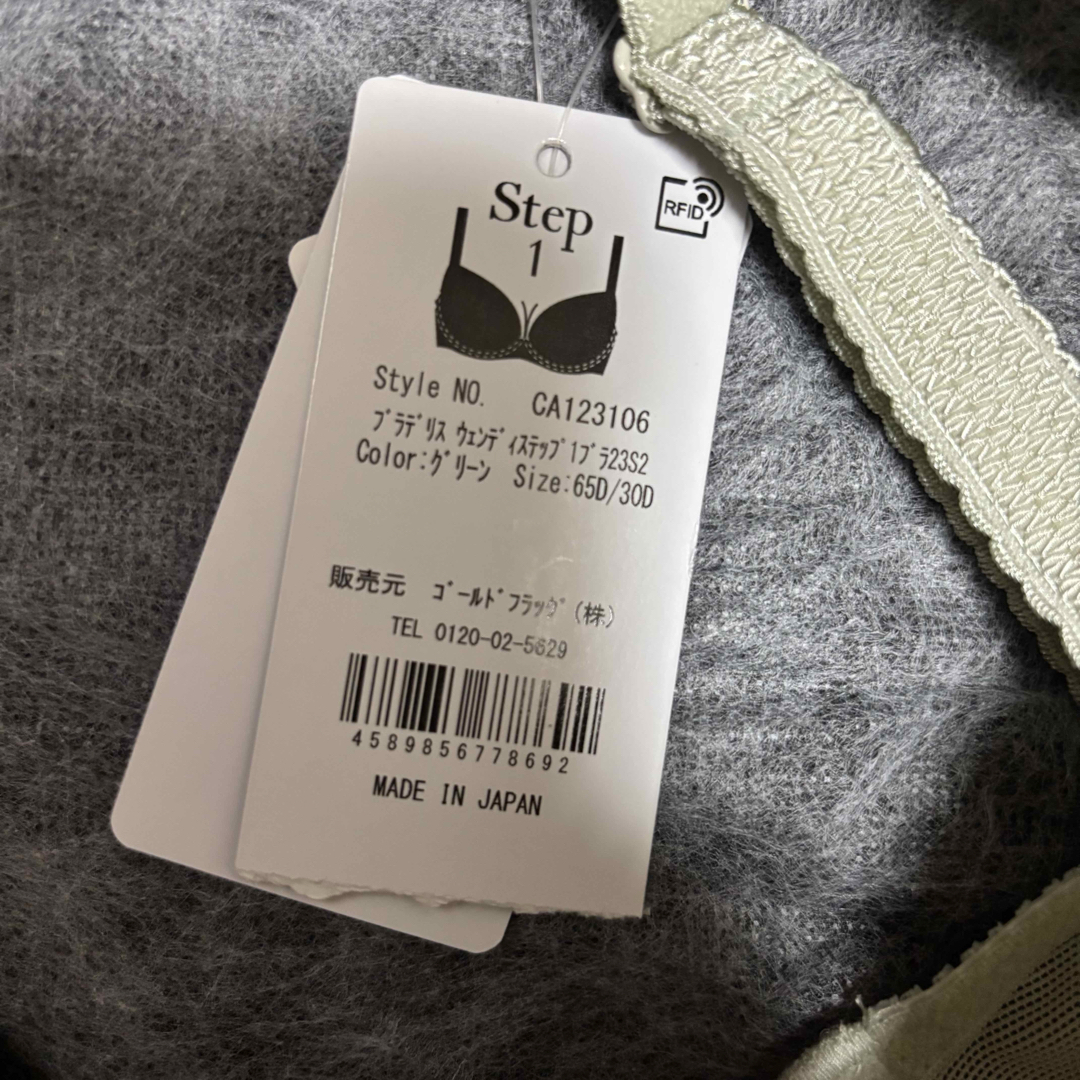 Step
1
RFID
Style NO. CA123106
ﾌﾞﾗﾃﾞﾘｽ ｳｪﾝﾃﾞｨｽﾃｯﾌﾟ1ﾌﾞﾗ23S2
Color:ｸﾞﾘｰﾝ Size:65D/30D
販売元 ｺﾞｰﾙﾄﾞﾌﾗｯｸﾞ(株)
TEL 0120-02-5629
4589856778692
MADE IN JAPAN